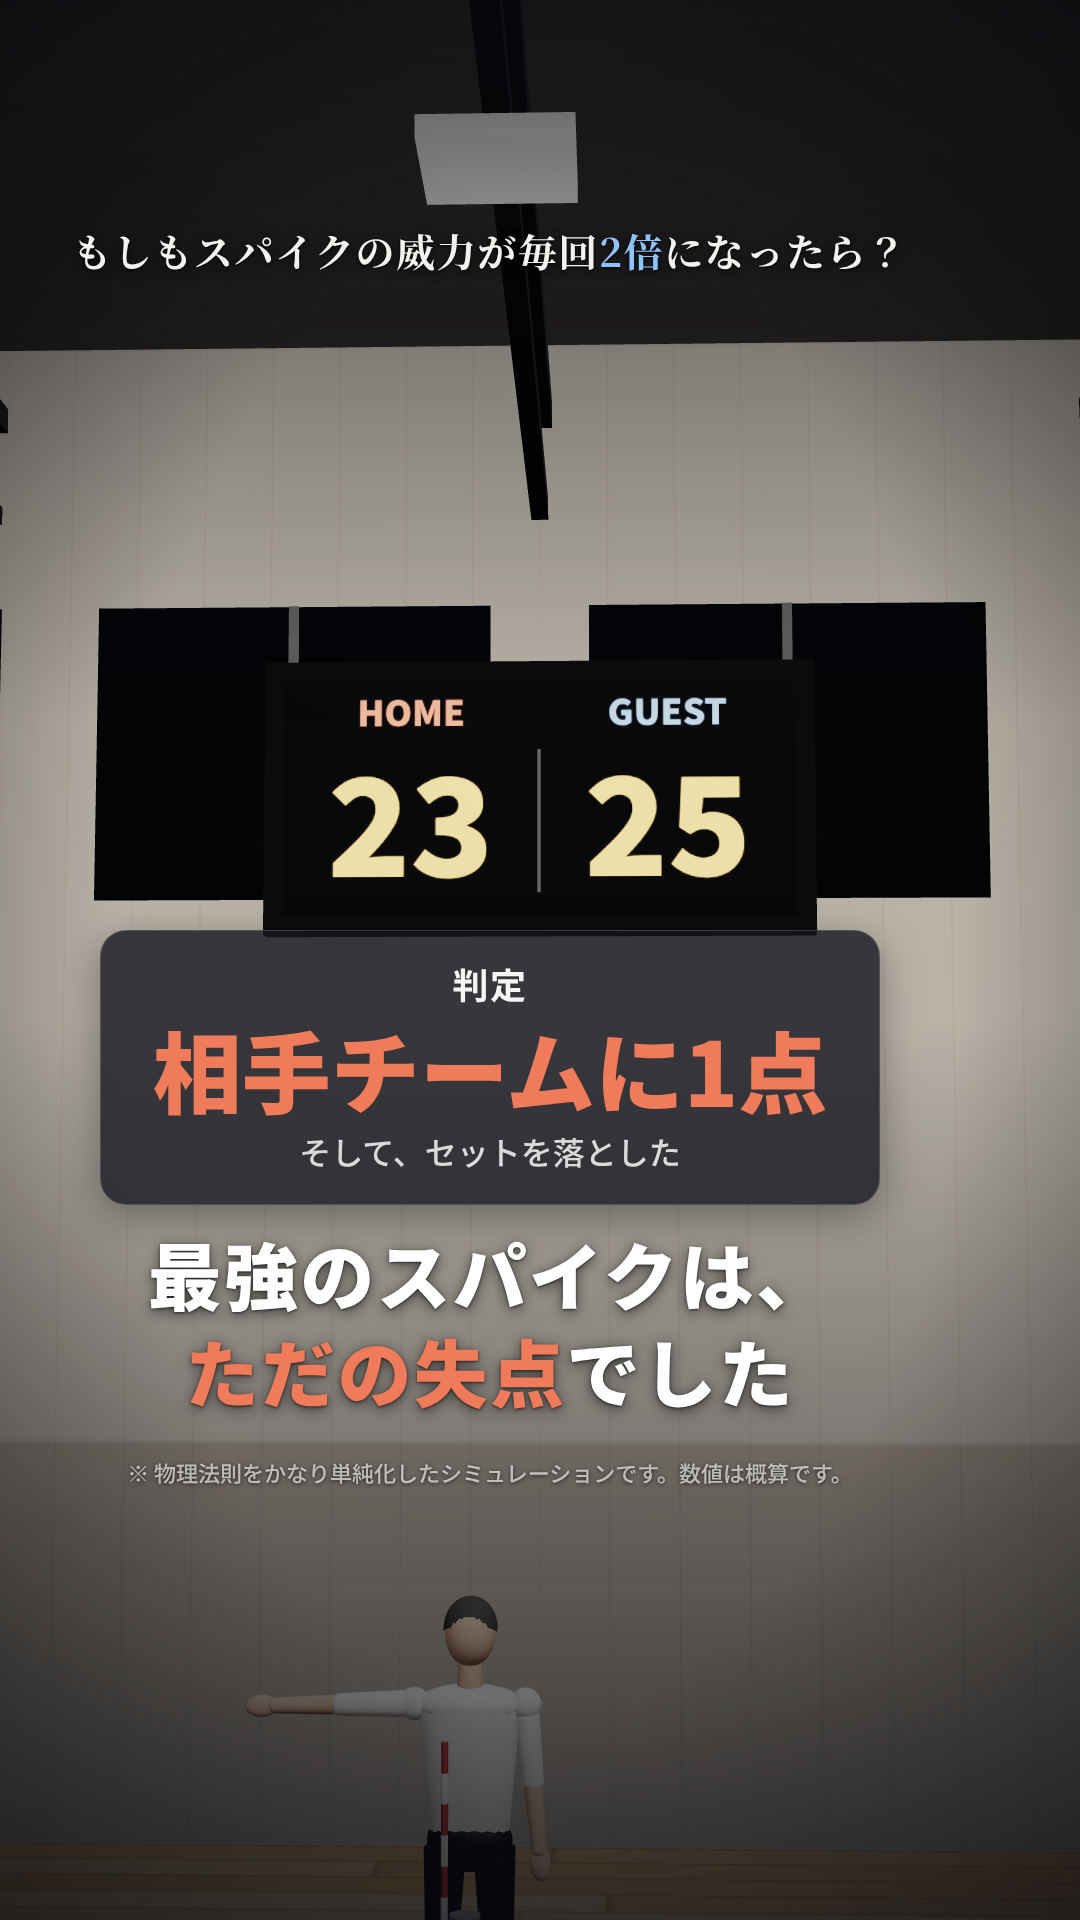 もしもスパイクの威力が毎回2倍になったら？
HOME GUEST
23 25
判定
相手チームに1点
そして、セットを落とした
最強のスパイクは、
ただの失点でした
※ 物理法則をかなり単純化したシミュレーションです。数値は概算です。